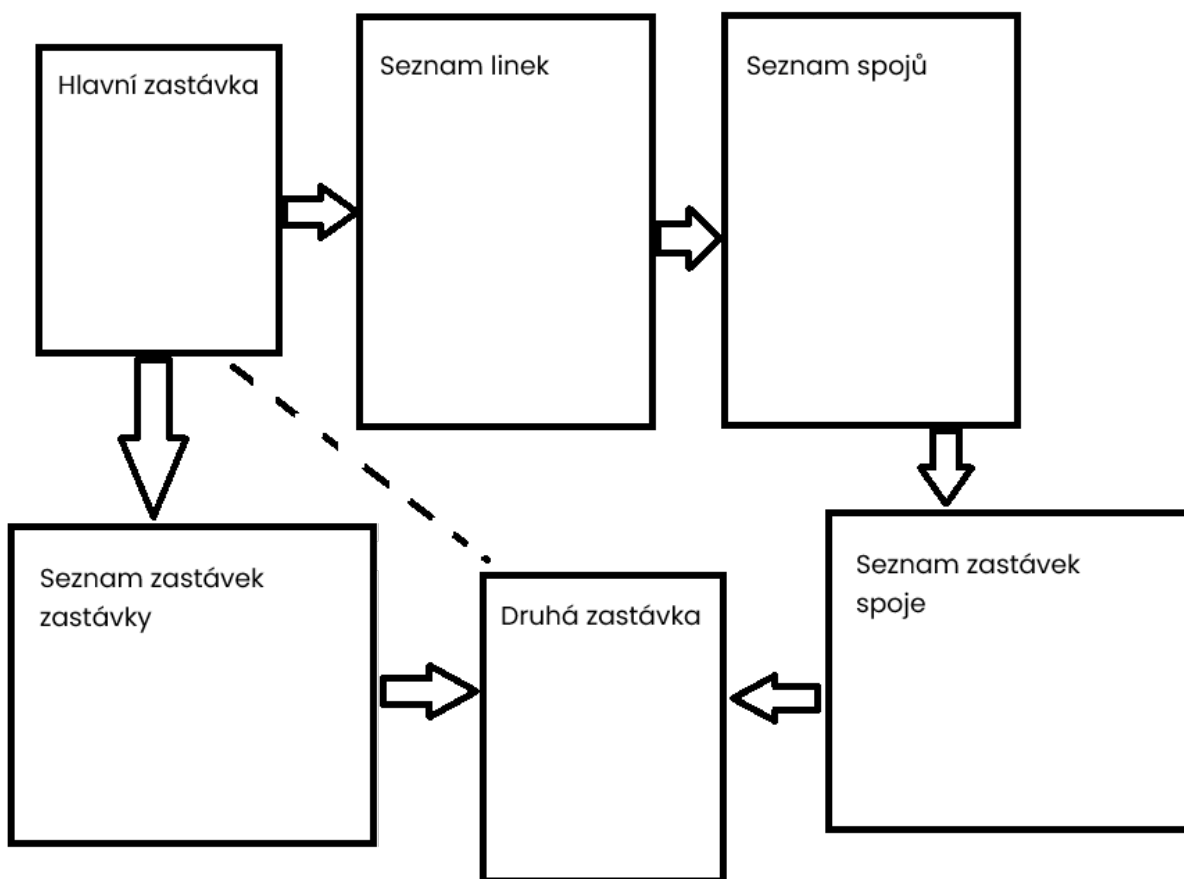 Hlavní zastávka
Seznam linek
Seznam spojů
Seznam zastávek
zastávky
Druhá zastávka
Seznam zastávek
spoje